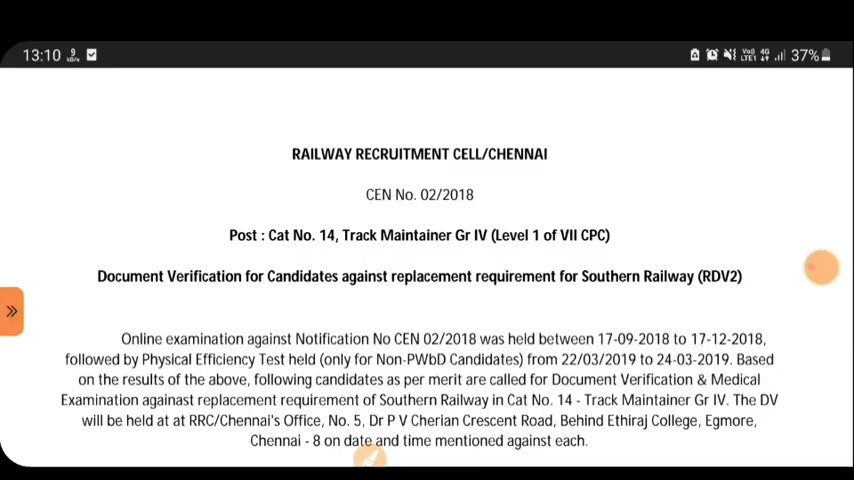 13:10 9 kB/s Vo)) LTE1 4G 37%
RAILWAY RECRUITMENT CELL/CHENNAI
CEN No. 02/2018
Post : Cat No. 14, Track Maintainer Gr IV (Level 1 of VII CPC)
Document Verification for Candidates against replacement requirement for Southern Railway (RDV2)
Online examination against Notification No CEN 02/2018 was held between 17-09-2018 to 17-12-2018,
followed by Physical Efficiency Test held (only for Non-PWbD Candidates) from 22/03/2019 to 24-03-2019. Based
on the results of the above, following candidates as per merit are called for Document Verification & Medical
Examination againast replacement requirement of Southern Railway in Cat No. 14 - Track Maintainer Gr IV. The DV
will be held at at RRC/Chennai's Office, No. 5, Dr P V Cherian Crescent Road, Behind Ethiraj College, Egmore,
Chennai - 8 on date and time mentioned against each.